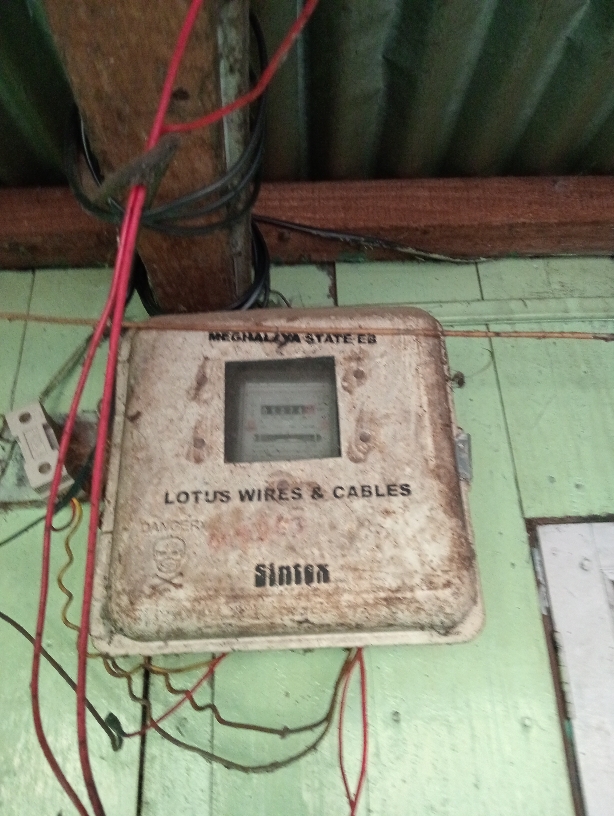 MEGHALAYA STATE EB
LOTUS WIRES & CABLES
DANGER
Sintex